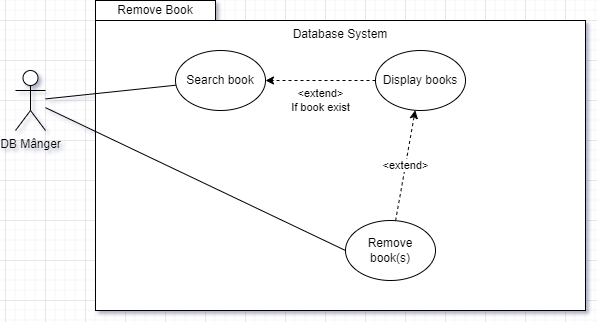 Remove Book
Database System
Search book
Display books
<extend>
If book exist
DB Mânger
<extend>
Remove
book(s)